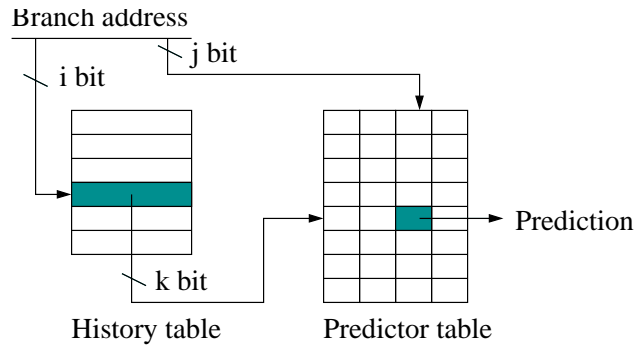 Branch address
j bit
i bit
Prediction
k bit
History table
Predictor table